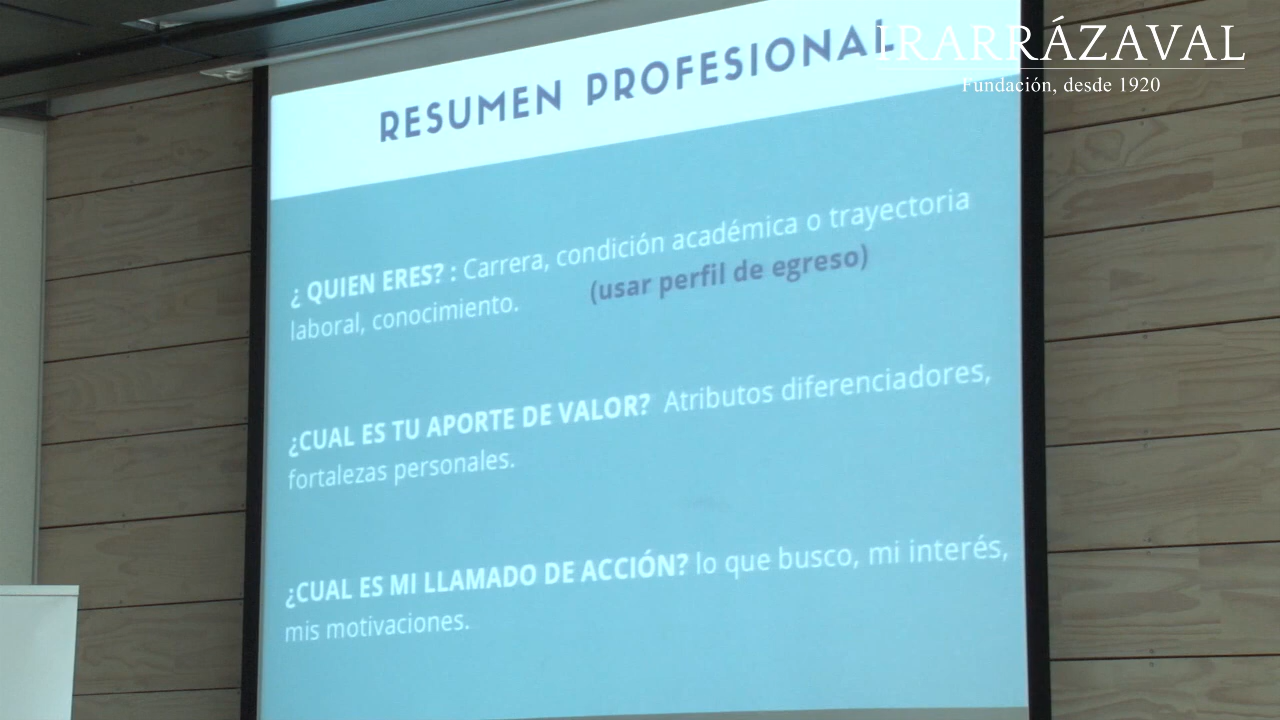 RESUMEN PROFESIONAL
IRARRÁZAVAL
Fundación, desde 1920
¿ QUIEN ERES? : Carrera, condición académica o trayectoria
laboral, conocimiento. (usar perfil de egreso)
¿CUAL ES TU APORTE DE VALOR? Atributos diferenciadores,
fortalezas personales.
¿CUAL ES MI LLAMADO DE ACCIÓN? lo que busco, mi interés,
mis motivaciones.